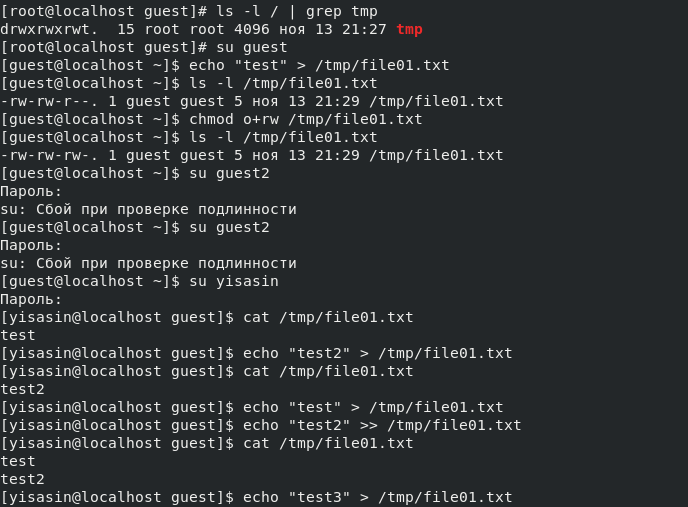 [root@localhost guest]# ls -l / | grep tmp
drwxrwxrwt.  15 root root 4096 ноя 13 21:27 tmp
[root@localhost guest]# su guest
[guest@localhost ~]$ echo "test" > /tmp/file01.txt
[guest@localhost ~]$ ls -l /tmp/file01.txt
-rw-rw-r--. 1 guest guest 5 ноя 13 21:29 /tmp/file01.txt
[guest@localhost ~]$ chmod o+rw /tmp/file01.txt
[guest@localhost ~]$ ls -l /tmp/file01.txt
-rw-rw-rw-. 1 guest guest 5 ноя 13 21:29 /tmp/file01.txt
[guest@localhost ~]$ su guest2
Пароль:
su: Сбой при проверке подлинности
[guest@localhost ~]$ su guest2
Пароль:
su: Сбой при проверке подлинности
[guest@localhost ~]$ su yisasin
Пароль:
[yisasin@localhost guest]$ cat /tmp/file01.txt
test
[yisasin@localhost guest]$ echo "test2" > /tmp/file01.txt
[yisasin@localhost guest]$ cat /tmp/file01.txt
test2
[yisasin@localhost guest]$ echo "test" > /tmp/file01.txt
[yisasin@localhost guest]$ echo "test2" >> /tmp/file01.txt
[yisasin@localhost guest]$ cat /tmp/file01.txt
test
test2
[yisasin@localhost guest]$ echo "test3" > /tmp/file01.txt